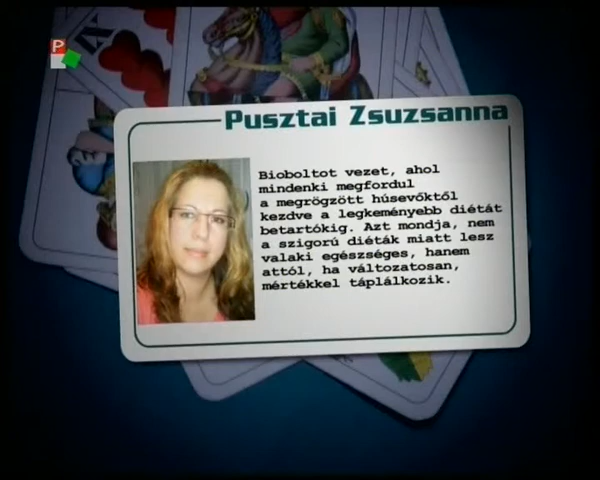 P
Pusztai Zsuzsanna
Bioboltot vezet, ahol
mindenki megfordul
a megrögzött húsevőktől
kezdve a legkeményebb diétát
betartókig. Azt mondja, nem
a szigorú diéták miatt lesz
valaki egészséges, hanem
attól, ha változatosan,
mértékkel táplálkozik.